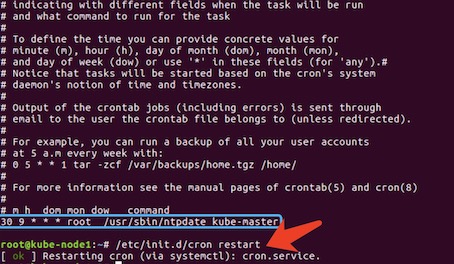 # indicating with different fields when the task will be run
# and what command to run for the task
#
# To define the time you can provide concrete values for
# minute (m), hour (h), day of month (dom), month (mon),
# and day of week (dow) or use '*' in these fields (for 'any').#
# Notice that tasks will be started based on the cron's system
# daemon's notion of time and timezones.
#
# Output of the crontab jobs (including errors) is sent through
# email to the user the crontab file belongs to (unless redirected).
#
# For example, you can run a backup of all your user accounts
# at 5 a.m every week with:
# 0 5 * * 1 tar -zcf /var/backups/home.tgz /home/
#
# For more information see the manual pages of crontab(5) and cron(8)
#
# m h  dom mon dow   command
30 9 * * * root  /usr/sbin/ntpdate kube-master
root@kube-node1:~# /etc/init.d/cron restart
[ ok ] Restarting cron (via systemctl): cron.service.